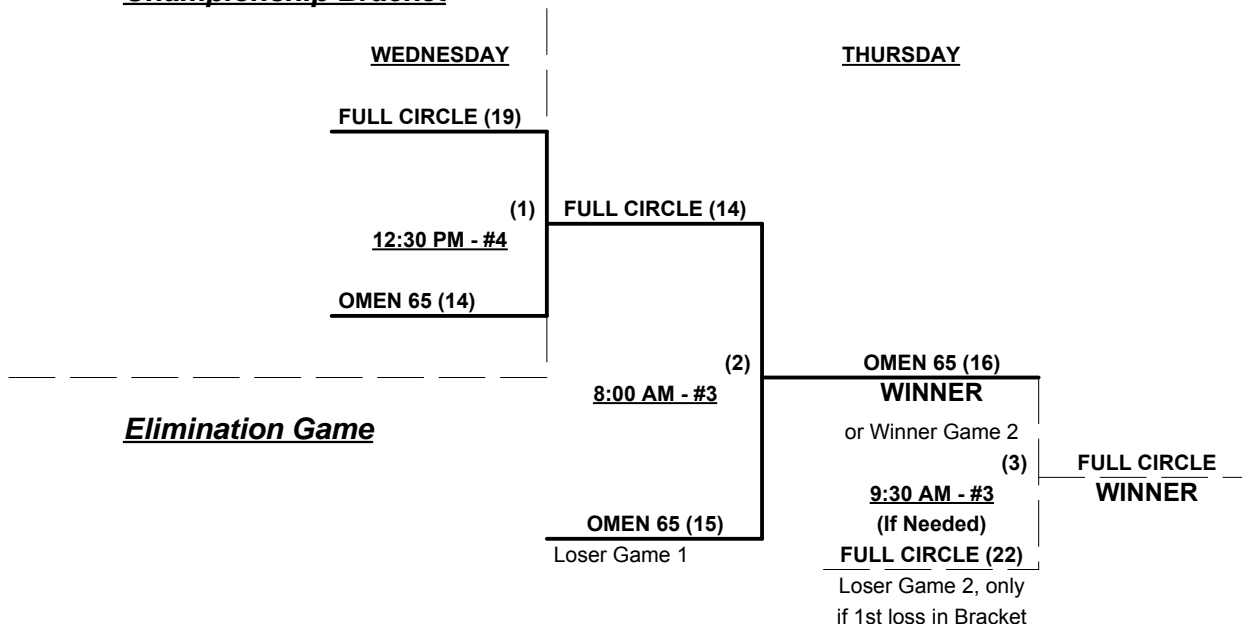 Championship Bracket
WEDNESDAY
THURSDAY
FULL CIRCLE (19)
(1)
FULL CIRCLE (14)
12:30 PM - #4
OMEN 65 (14)
(2)
OMEN 65 (16)
8:00 AM - #3
WINNER
Elimination Game
or Winner Game 2
(3)
FULL CIRCLE
9:30 AM - #3
WINNER
OMEN 65 (15)
(If Needed)
Loser Game 1
FULL CIRCLE (22)
Loser Game 2, only
if 1st loss in Bracket